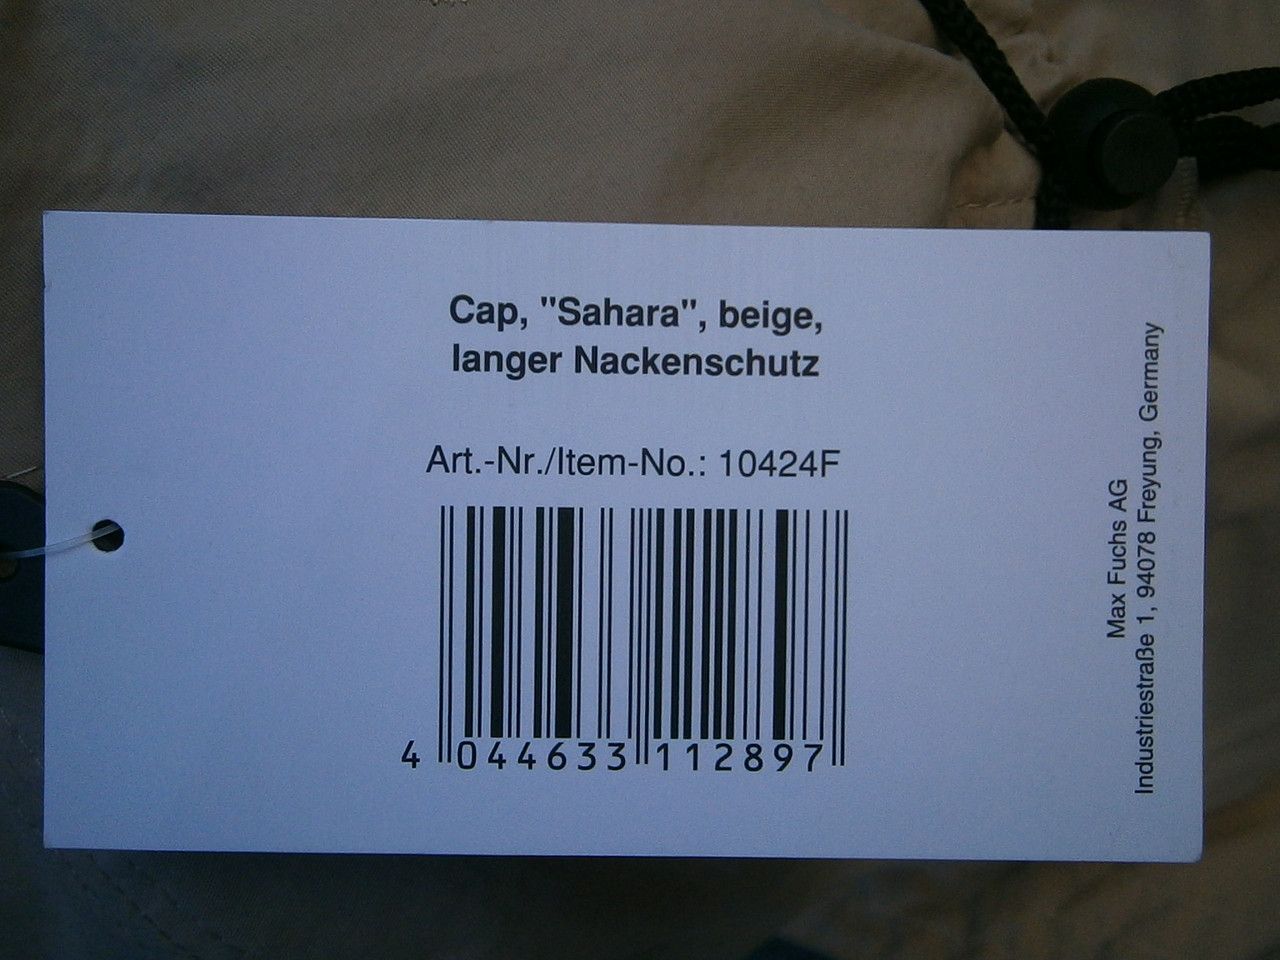 Cap, "Sahara", beige,
langer Nackenschutz
Art.-Nr./Item-No.: 10424F
4 044633 112897
Max Fuchs AG
Industriestraße 1, 94078 Freyung, Germany